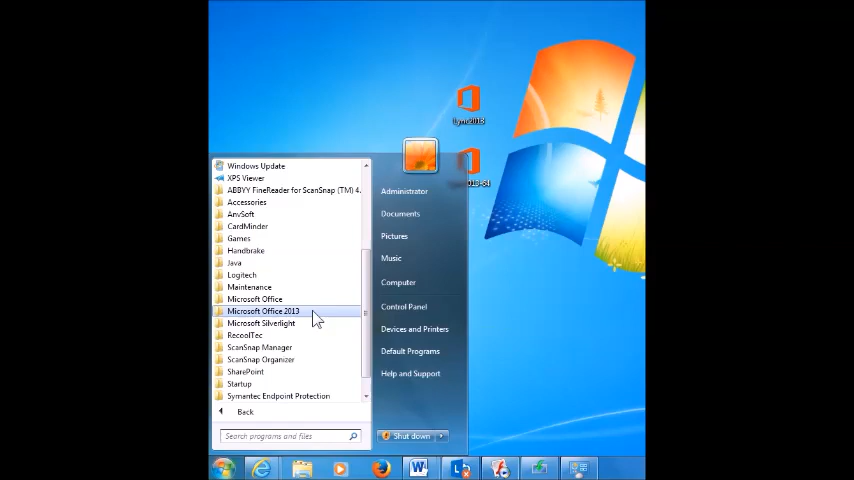 Lync2013
Windows Update
XPS Viewer
ABBYY FineReader for ScanSnap (TM) 4.
Accessories
AnvSoft
CardMinder
Games
Handbrake
Java
Logitech
Maintenance
Microsoft Office
Microsoft Office 2013
Microsoft Silverlight
RecoolTec
ScanSnap Manager
ScanSnap Organizer
SharePoint
Startup
Symantec Endpoint Protection
Back
Search programs and files
Administrator
Documents
Pictures
Music
Computer
Control Panel
Devices and Printers
Default Programs
Help and Support
Shut down